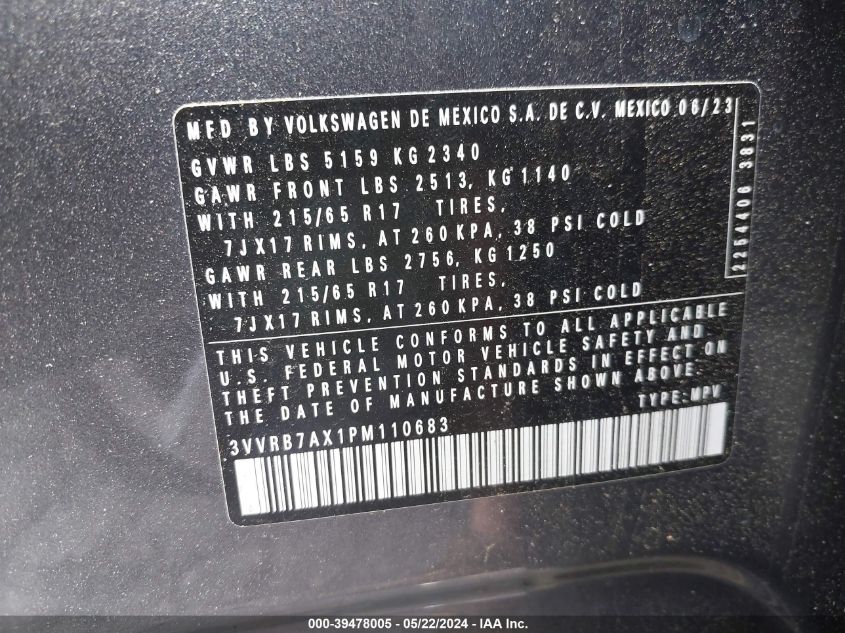 MFD BY VOLKSWAGEN DE MEXICO S.A. DE C.V. MEXICO 06/23
GVWR LBS 5159 KG 2340
GAWR FRONT LBS 2513, KG 1140
WITH 215/65 R17 TIRES,
7JX17 RIMS, AT 260 KPA, 38 PSI COLD
GAWR REAR LBS 2756, KG 1250
WITH 215/65 R17 TIRES,
7JX17 RIMS, AT 260 KPA, 38 PSI COLD
THIS VEHICLE CONFORMS TO ALL APPLICABLE
U.S. FEDERAL MOTOR VEHICLE SAFETY AND
THEFT PREVENTION STANDARDS IN EFFECT ON
THE DATE OF MANUFACTURE SHOWN ABOVE
TYPE:MPV
3VVRB7AX1PM110683
2254406 3831
000-39478005 - 05/22/2024 - IAA Inc.